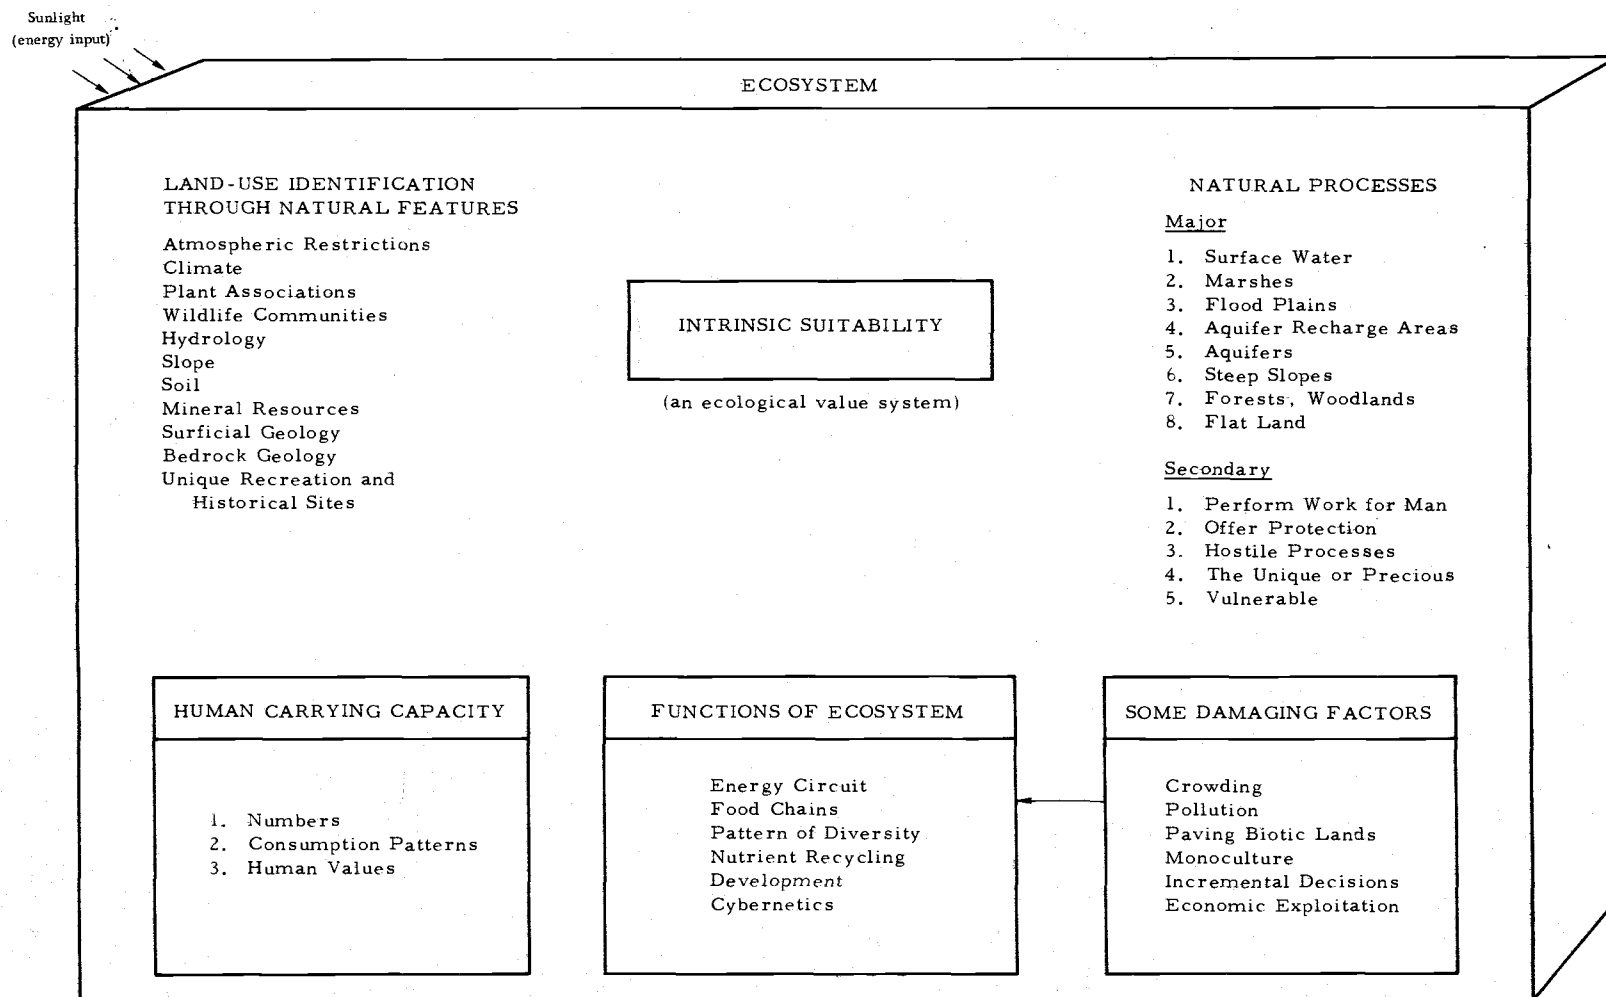 Sunlight
(energy input)
ECOSYSTEM
LAND-USE IDENTIFICATION
THROUGH NATURAL FEATURES
Atmospheric Restrictions
Climate
Plant Associations
Wildlife Communities
Hydrology
Slope
Soil
Mineral Resources
Surficial Geology
Bedrock Geology
Unique Recreation and
Historical Sites
INTRINSIC SUITABILITY
(an ecological value system)
NATURAL PROCESSES
Major
1. Surface Water
2. Marshes
3. Flood Plains
4. Aquifer Recharge Areas
5. Aquifers
6. Steep Slopes
7. Forests, Woodlands
8. Flat Land
Secondary
1. Perform Work for Man
2. Offer Protection
3. Hostile Processes
4. The Unique or Precious
5. Vulnerable
HUMAN CARRYING CAPACITY
1. Numbers
2. Consumption Patterns
3. Human Values
FUNCTIONS OF ECOSYSTEM
Energy Circuit
Food Chains
Pattern of Diversity
Nutrient Recycling
Development
Cybernetics
SOME DAMAGING FACTORS
Crowding
Pollution
Paving Biotic Lands
Monoculture
Incremental Decisions
Economic Exploitation